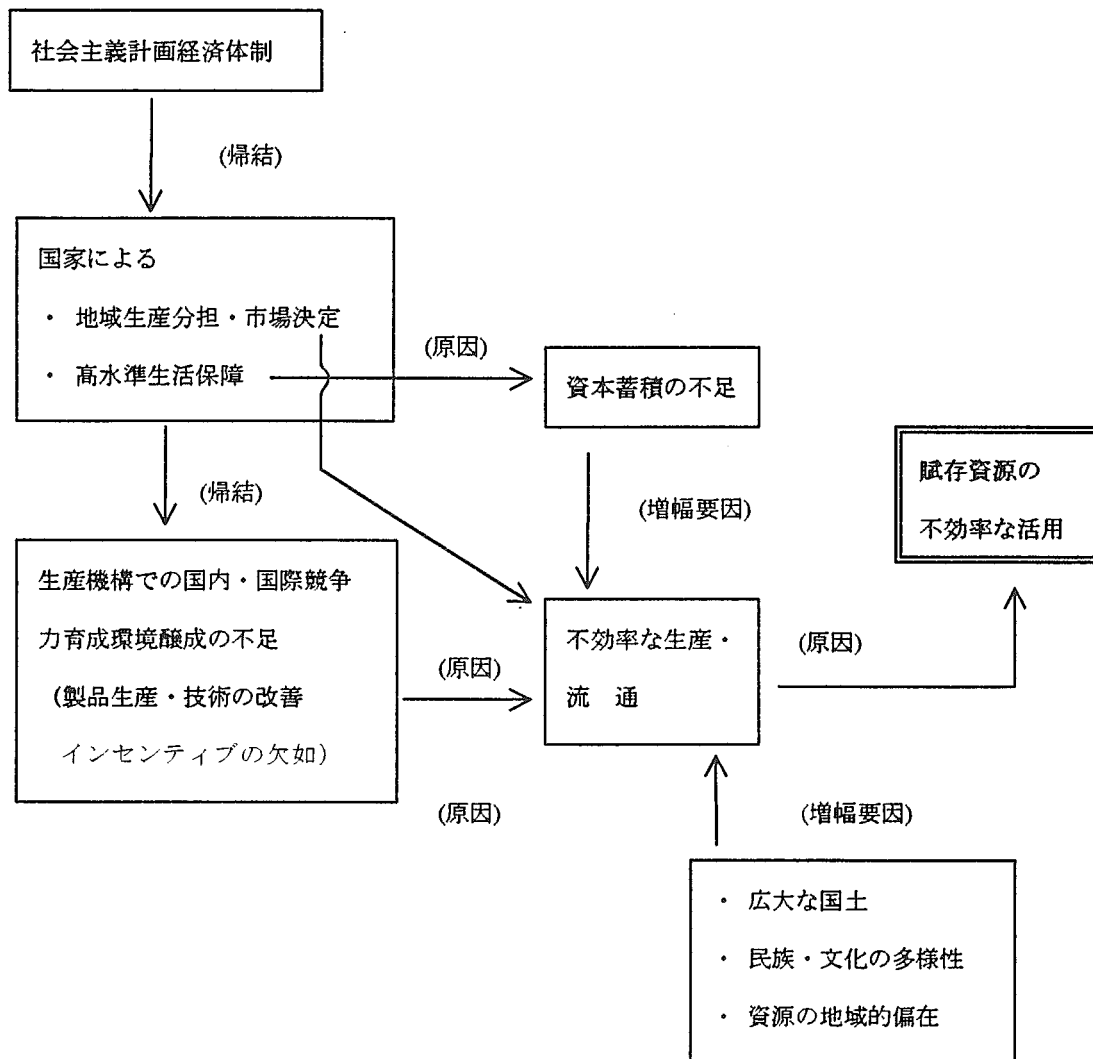 社会主義計画経済体制
(帰結)
国家による
・ 地域生産分担・市場決定
・ 高水準生活保障
(原因)
資本蓄積の不足
(帰結)
(増幅要因)
賦存資源の
不効率な活用
生産機構での国内・国際競争
力育成環境醸成の不足
(製品生産・技術の改善
インセンティブの欠如)
(原因)
不効率な生産・
流 通
(原因)
(原因)
(増幅要因)
・ 広大な国土
・ 民族・文化の多様性
・ 資源の地域的偏在